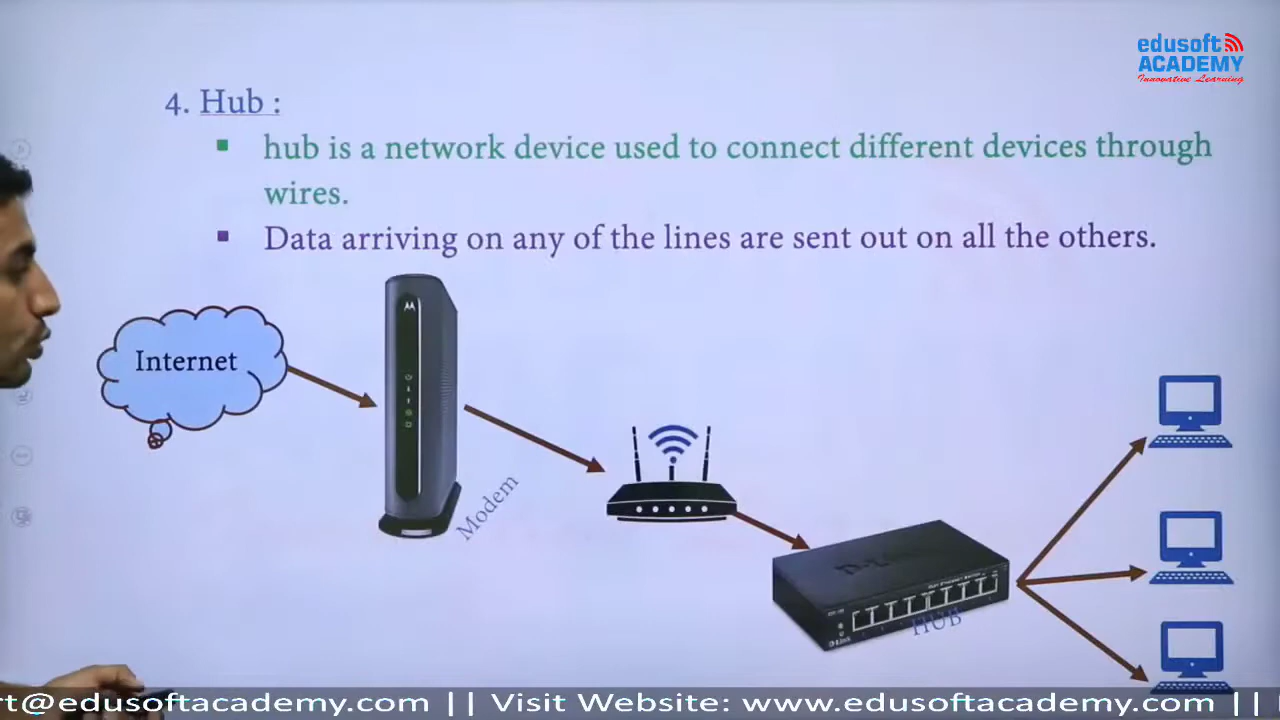 edusoft
ACADEMY
Innovative Learning
4. Hub :
hub is a network device used to connect different devices through
wires.
Data arriving on any of the lines are sent out on all the others.
Internet
Modem
D-Link
HUB
rt@edusoftacademy.com || Visit Website: www.edusoftacademy.com ||